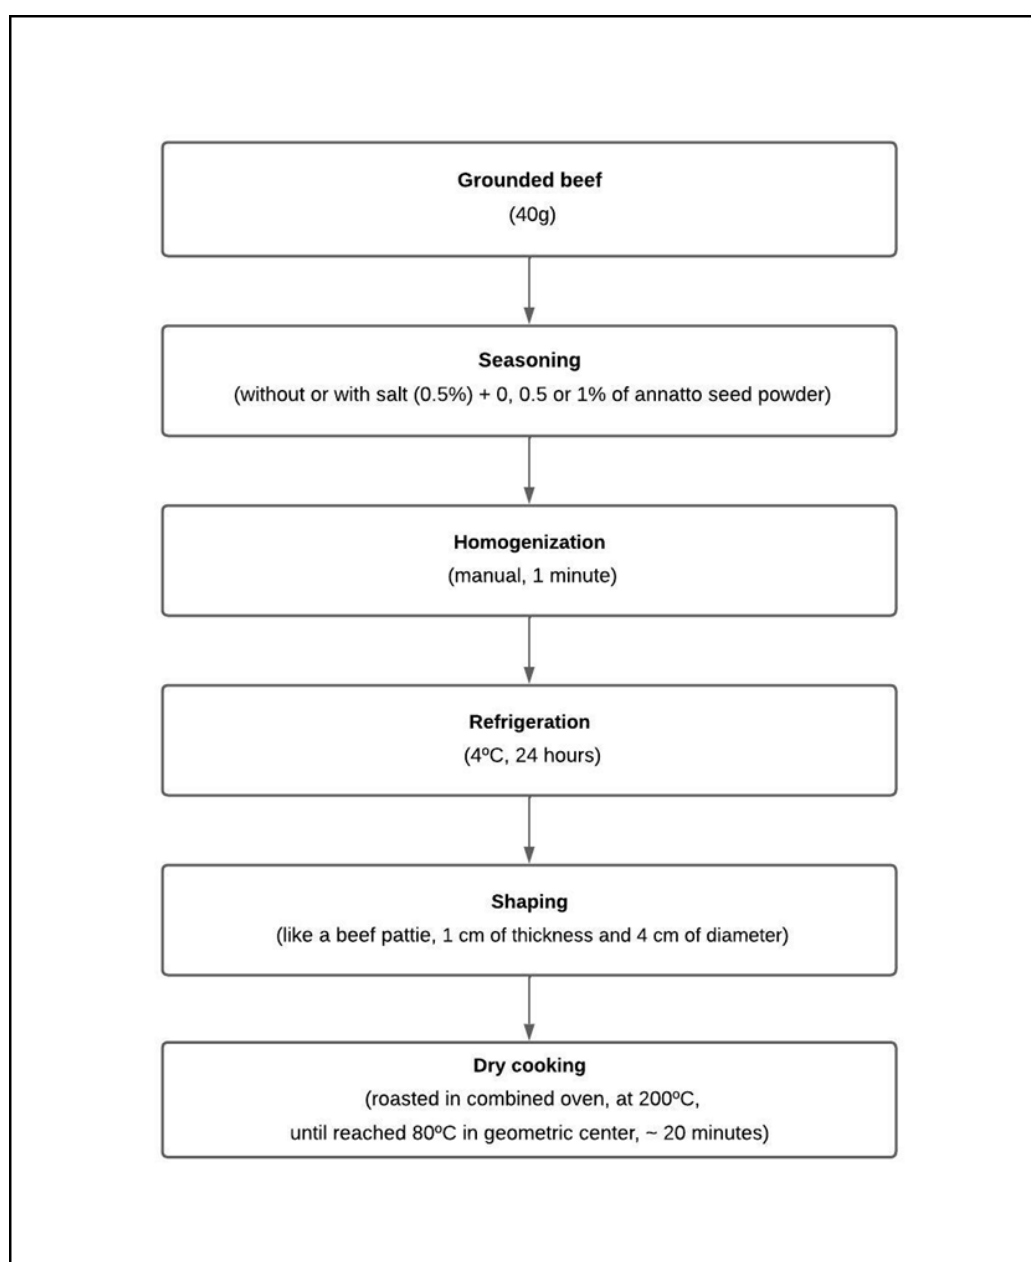 Grounded beef
(40g)
Seasoning
(without or with salt (0.5%) + 0, 0.5 or 1% of annatto seed powder)
Homogenization
(manual, 1 minute)
Refrigeration
(4ºC, 24 hours)
Shaping
(like a beef pattie, 1 cm of thickness and 4 cm of diameter)
Dry cooking
(roasted in combined oven, at 200ºC,
until reached 80ºC in geometric center, ~ 20 minutes)